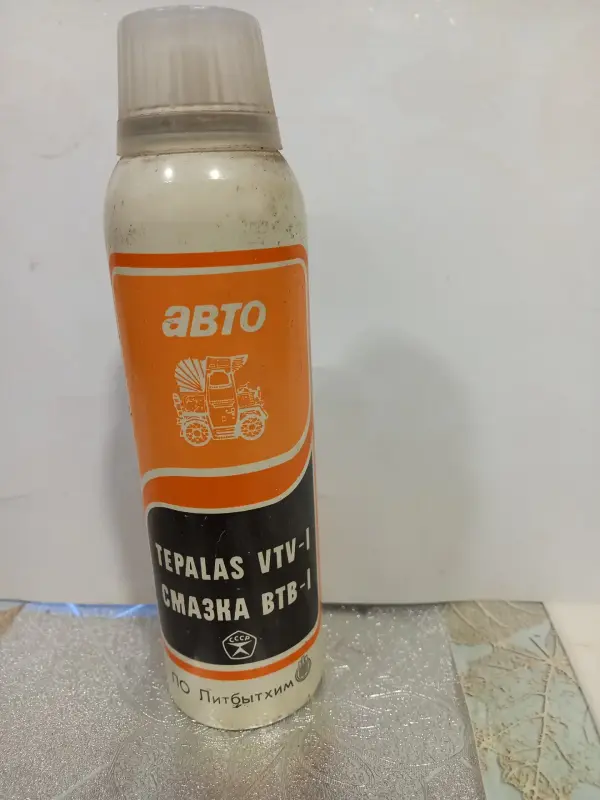 авто
TEPALAS VTV-I
СМАЗКА ВТВ-I
СССР
ПО Литбытхим